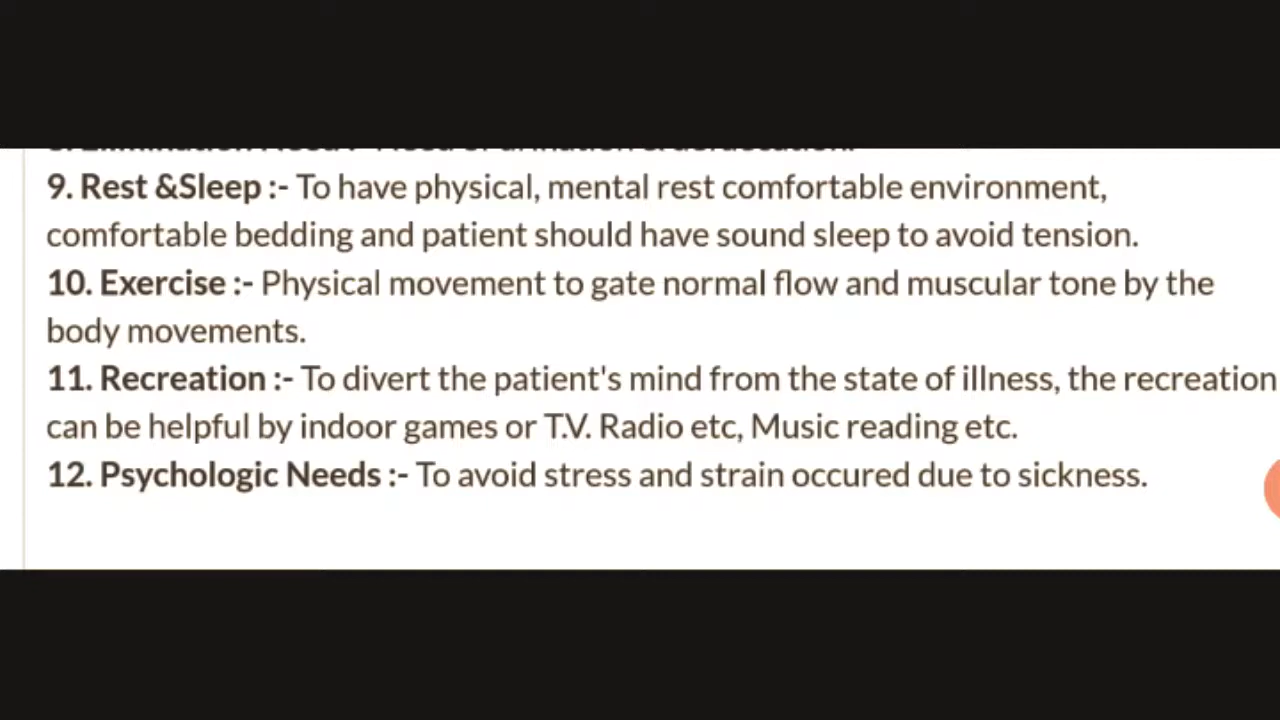 9. Rest &Sleep :- To have physical, mental rest comfortable environment,
comfortable bedding and patient should have sound sleep to avoid tension.
10. Exercise :- Physical movement to gate normal flow and muscular tone by the
body movements.
11. Recreation :- To divert the patient's mind from the state of illness, the recreation
can be helpful by indoor games or T.V. Radio etc, Music reading etc.
12. Psychologic Needs :- To avoid stress and strain occured due to sickness.